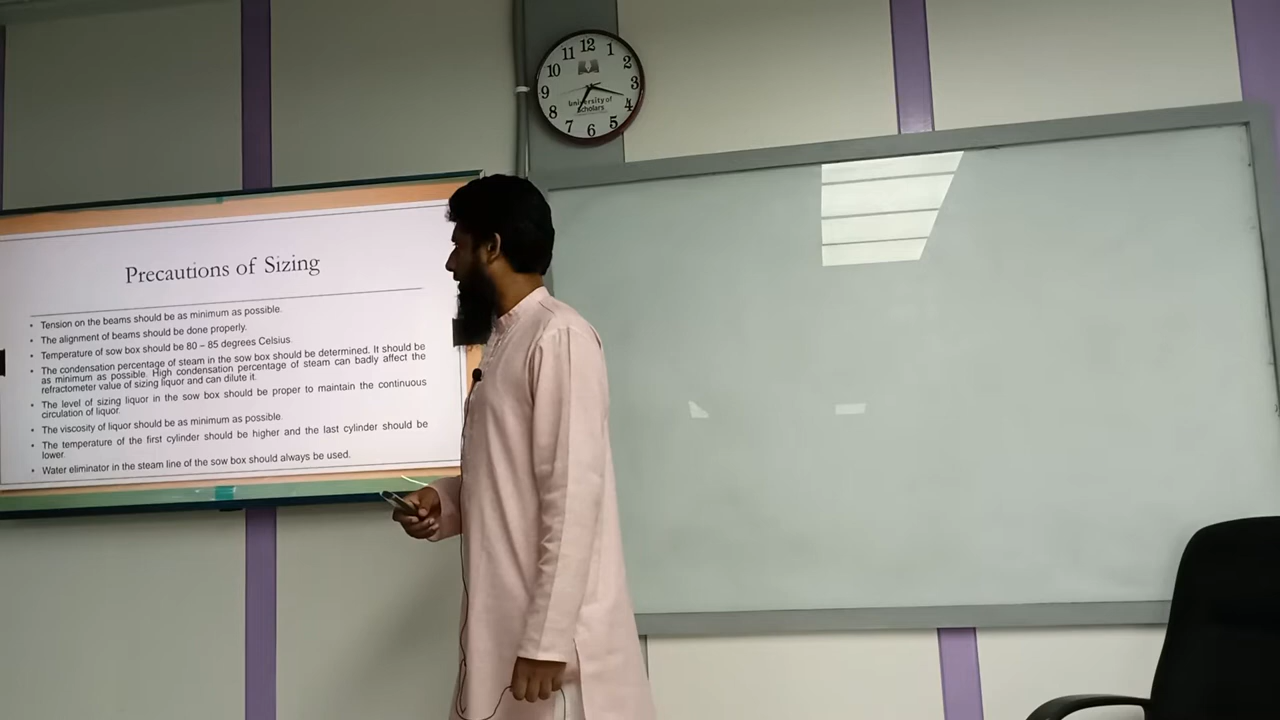 12
11 1
10 2
9 3
8 4
7 5
6
University of
Scholars
Precautions of Sizing
• Tension on the beams should be as minimum as possible.
• The alignment of beams should be done properly.
• Temperature of sow box should be 80 – 85 degrees Celsius.
• The condensation percentage of steam in the sow box should be determined. It should be
as minimum as possible. High condensation percentage of steam can badly affect the
refractometer value of sizing liquor and can dilute it.
• The level of sizing liquor in the sow box should be proper to maintain the continuous
circulation of liquor.
• The viscosity of liquor should be as minimum as possible.
• The temperature of the first cylinder should be higher and the last cylinder should be
lower.
• Water eliminator in the steam line of the sow box should always be used.